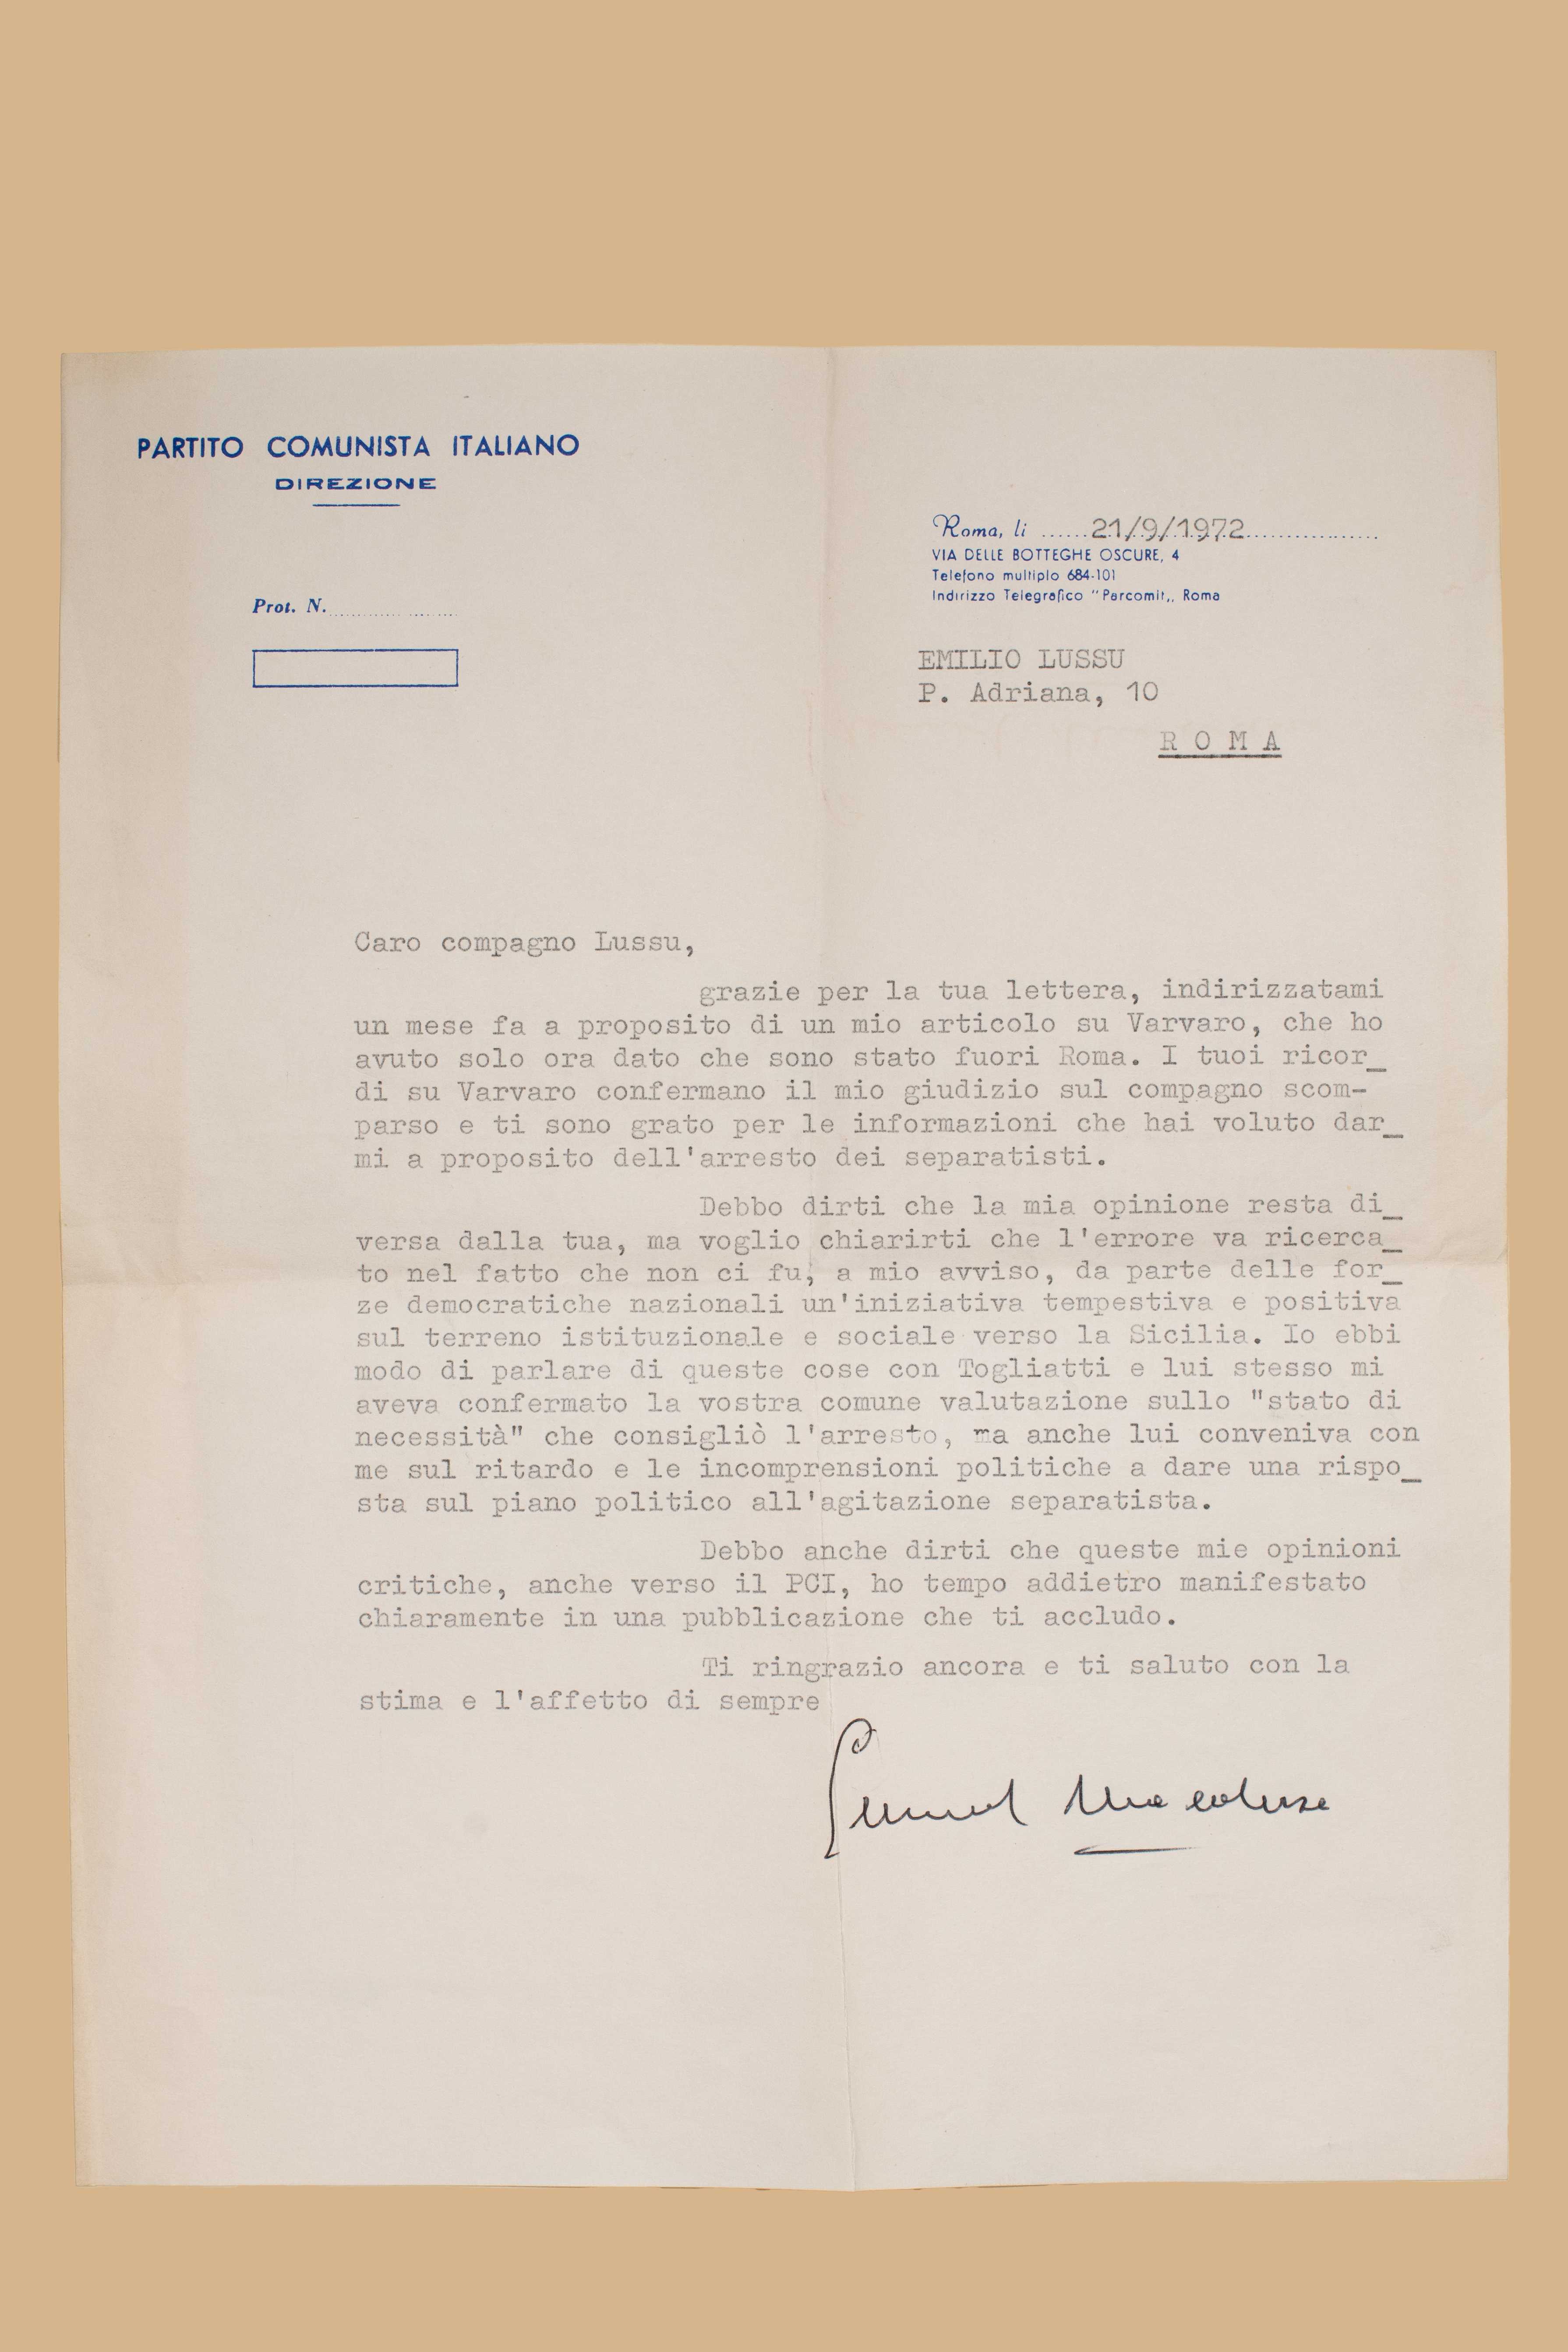 PARTITO COMUNISTA ITALIANO
DIREZIONE
Roma, li ......21/9/1972................
VIA DELLE BOTTEGHE OSCURE, 4
Telefono multiplo 684-101
Indirizzo Telegrafico "Parcomit,, Roma
Prot. N. ......................
EMILIO LUSSU
P. Adriana, 10
R O M A
Caro compagno Lussu,
grazie per la tua lettera, indirizzatami
un mese fa a proposito di un mio articolo su Varvaro, che ho
avuto solo ora dato che sono stato fuori Roma. I tuoi ricor_
di su Varvaro confermano il mio giudizio sul compagno scom-
parso e ti sono grato per le informazioni che hai voluto dar_
mi a proposito dell'arresto dei separatisti.
Debbo dirti che la mia opinione resta di_
versa dalla tua, ma voglio chiarirti che l'errore va ricerca_
to nel fatto che non ci fu, a mio avviso, da parte delle for_
ze democratiche nazionali un'iniziativa tempestiva e positiva
sul terreno istituzionale e sociale verso la Sicilia. Io ebbi
modo di parlare di queste cose con Togliatti e lui stesso mi
aveva confermato la vostra comune valutazione sullo "stato di
necessità" che consigliò l'arresto, ma anche lui conveniva con
me sul ritardo e le incomprensioni politiche a dare una rispo_
sta sul piano politico all'agitazione separatista.
Debbo anche dirti che queste mie opinioni
critiche, anche verso il PCI, ho tempo addietro manifestato
chiaramente in una pubblicazione che ti accludo.
Ti ringrazio ancora e ti saluto con la
stima e l'affetto di sempre
Macaluso